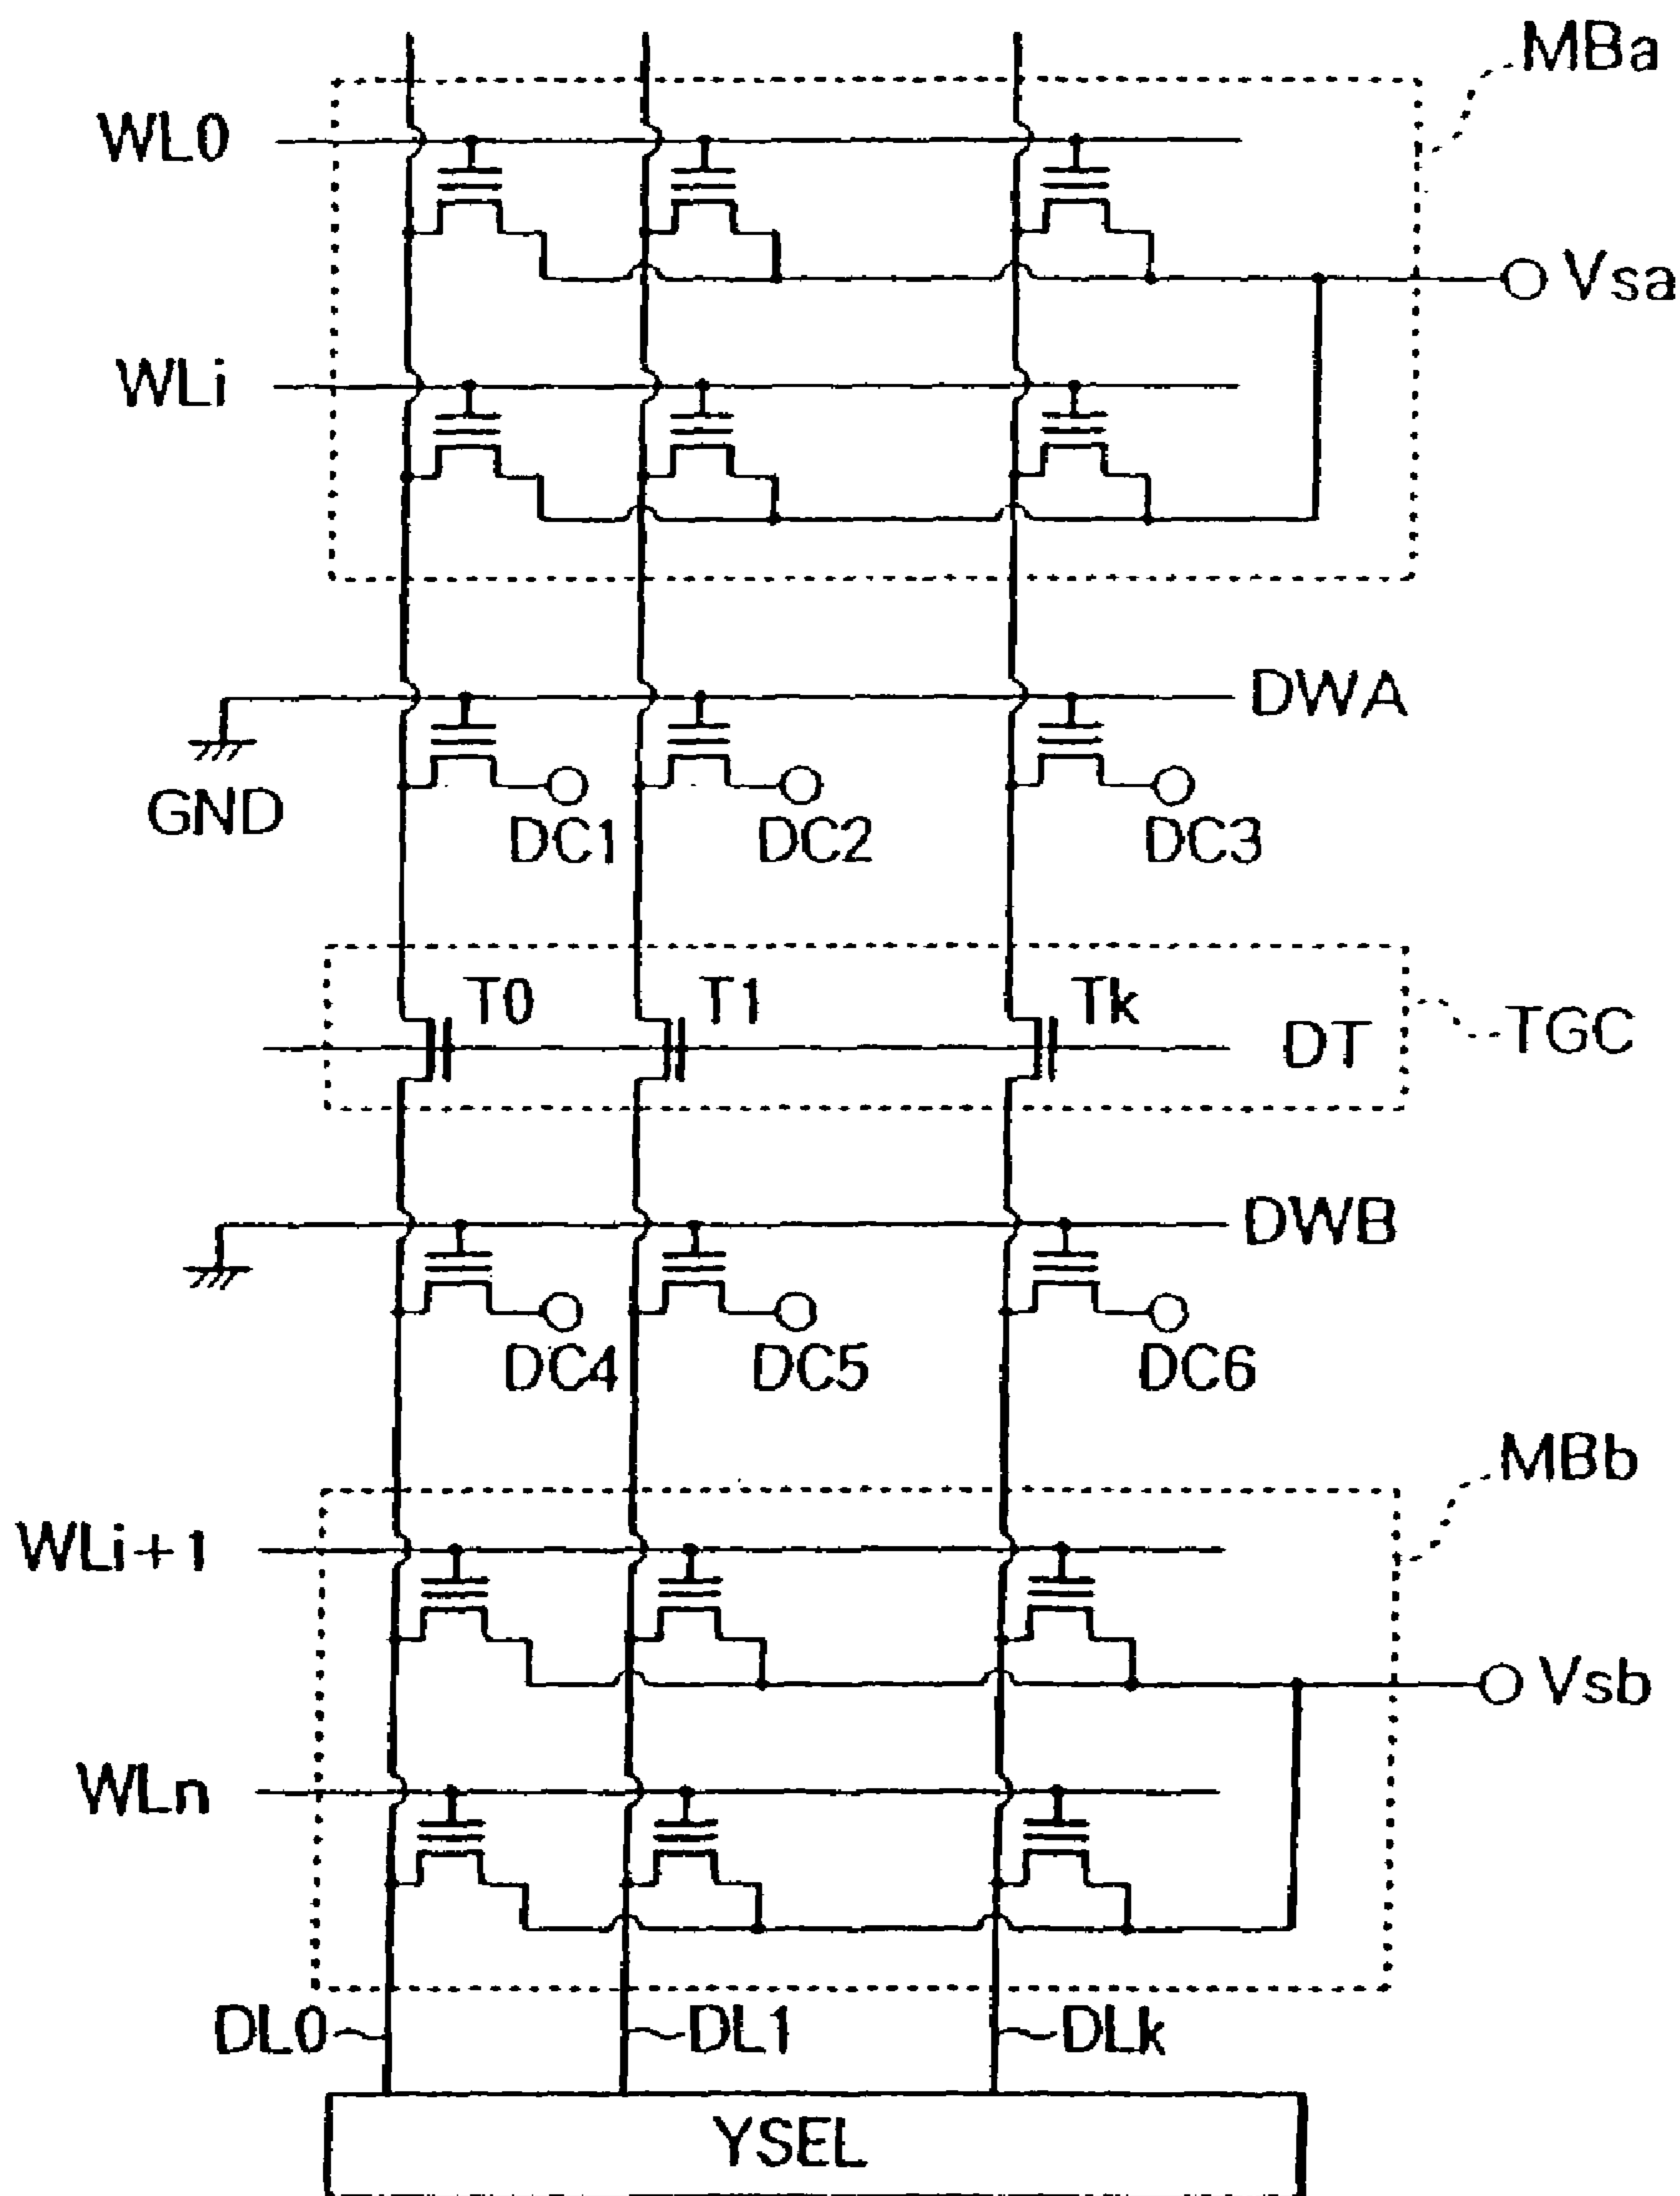 MBa
WL0
Vsa
WLi
DWA
GND
DC1 DC2 DC3
T0 T1 Tk
DT
TGC
DWB
DC4 DC5 DC6
MBb
WLi+1
Vsb
WLn
DL0 DL1 DLk
YSEL